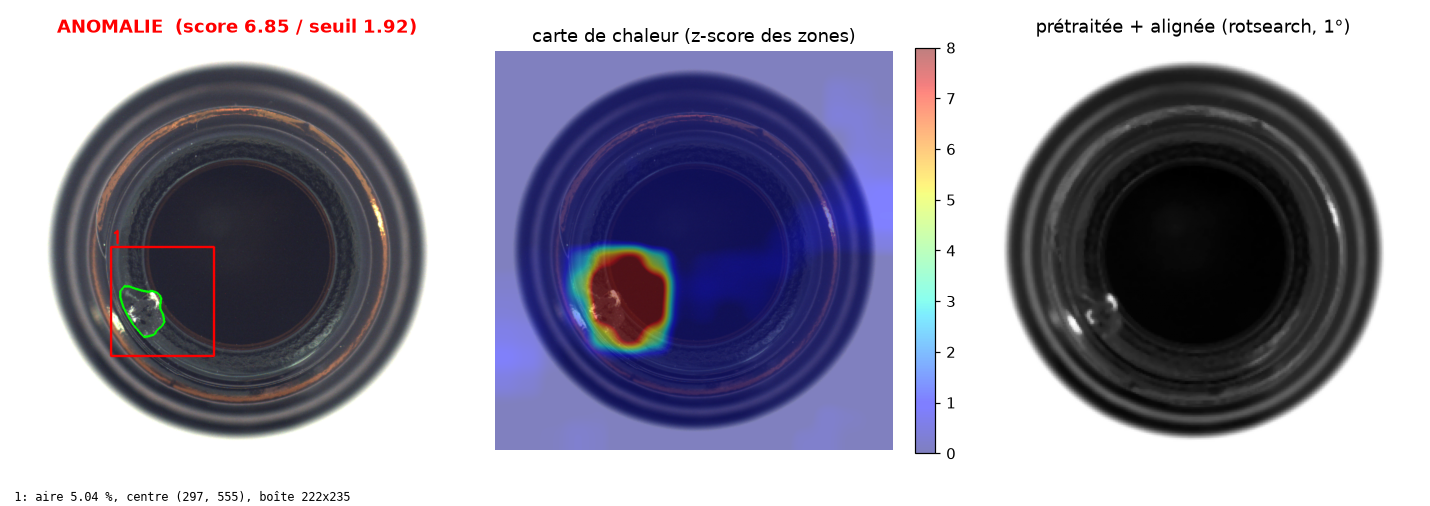 ANOMALIE (score 6.85 / seuil 1.92)
carte de chaleur (z-score des zones)
prétraitée + alignée (rotsearch, 1°)
1
8
7
6
5
4
3
2
1
0
1: aire 5.04 %, centre (297, 555), boîte 222x235